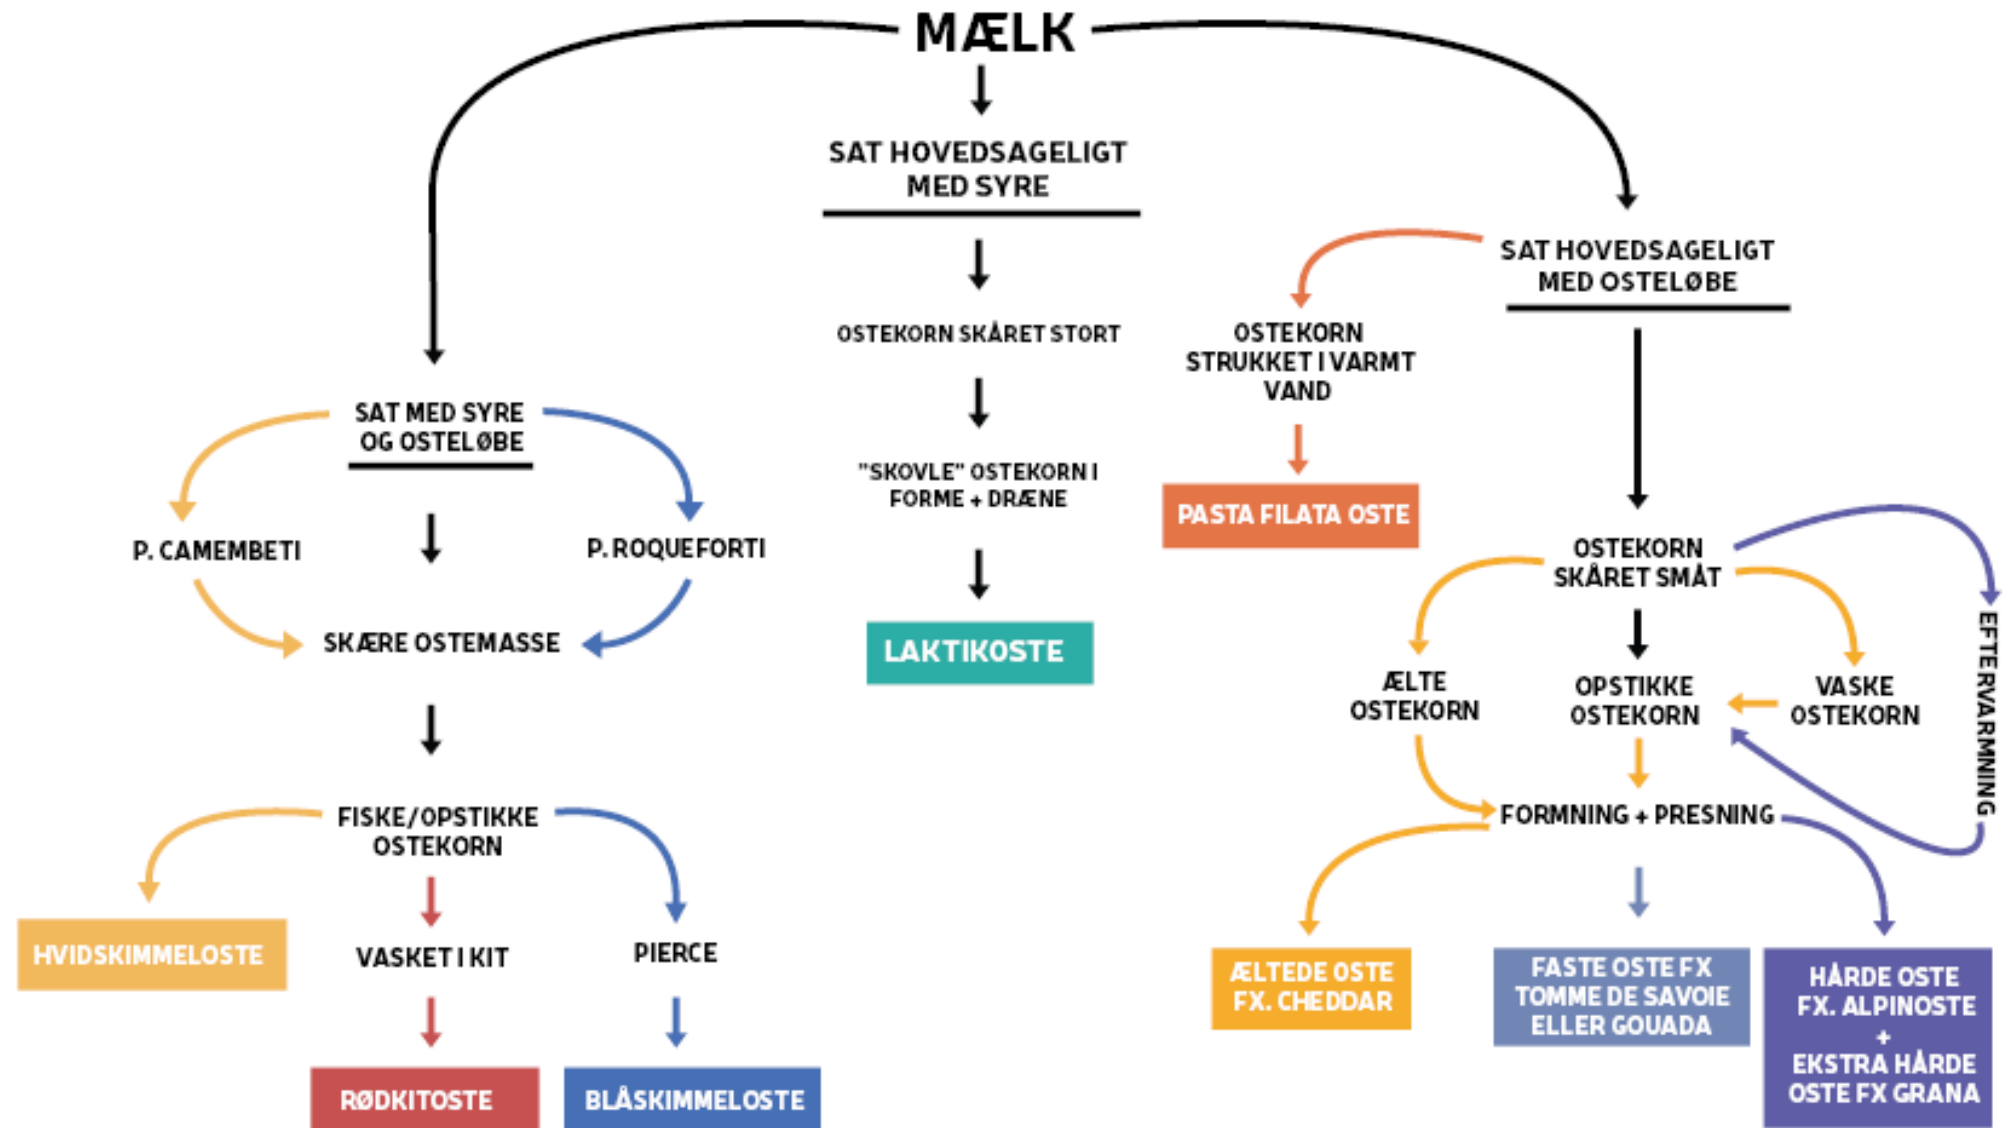 MÆLK
SAT HOVEDSAGELIGT
MED SYRE
OSTEKORN SKÅRET STORT
"SKOVLE" OSTEKORN I
FORME + DRÆNE
LAKTIKOSTE
SAT MED SYRE
OG OSTELØBE
P. CAMEMBETI
P. ROQUEFORTI
SKÆRE OSTEMASSE
FISKE/OPSTIKKE
OSTEKORN
HVIDSKIMMELOSTE
VASKET I KIT
PIERCE
RØDKITOSTE
BLÅSKIMMELOSTE
SAT HOVEDSAGELIGT
MED OSTELØBE
OSTEKORN
STRUKKET I VARMT
VAND
PASTA FILATA OSTE
OSTEKORN
SKÅRET SMÅT
ÆLTE
OSTEKORN
OPSTIKKE
OSTEKORN
VASKE
OSTEKORN
EFTERVARMNING
FORMNING + PRESNING
ÆLTEDE OSTE
FX. CHEDDAR
FASTE OSTE FX
TOMME DE SAVOIE
ELLER GOUADA
HÅRDE OSTE
FX. ALPINOSTE
+
EKSTRA HÅRDE
OSTE FX GRANA